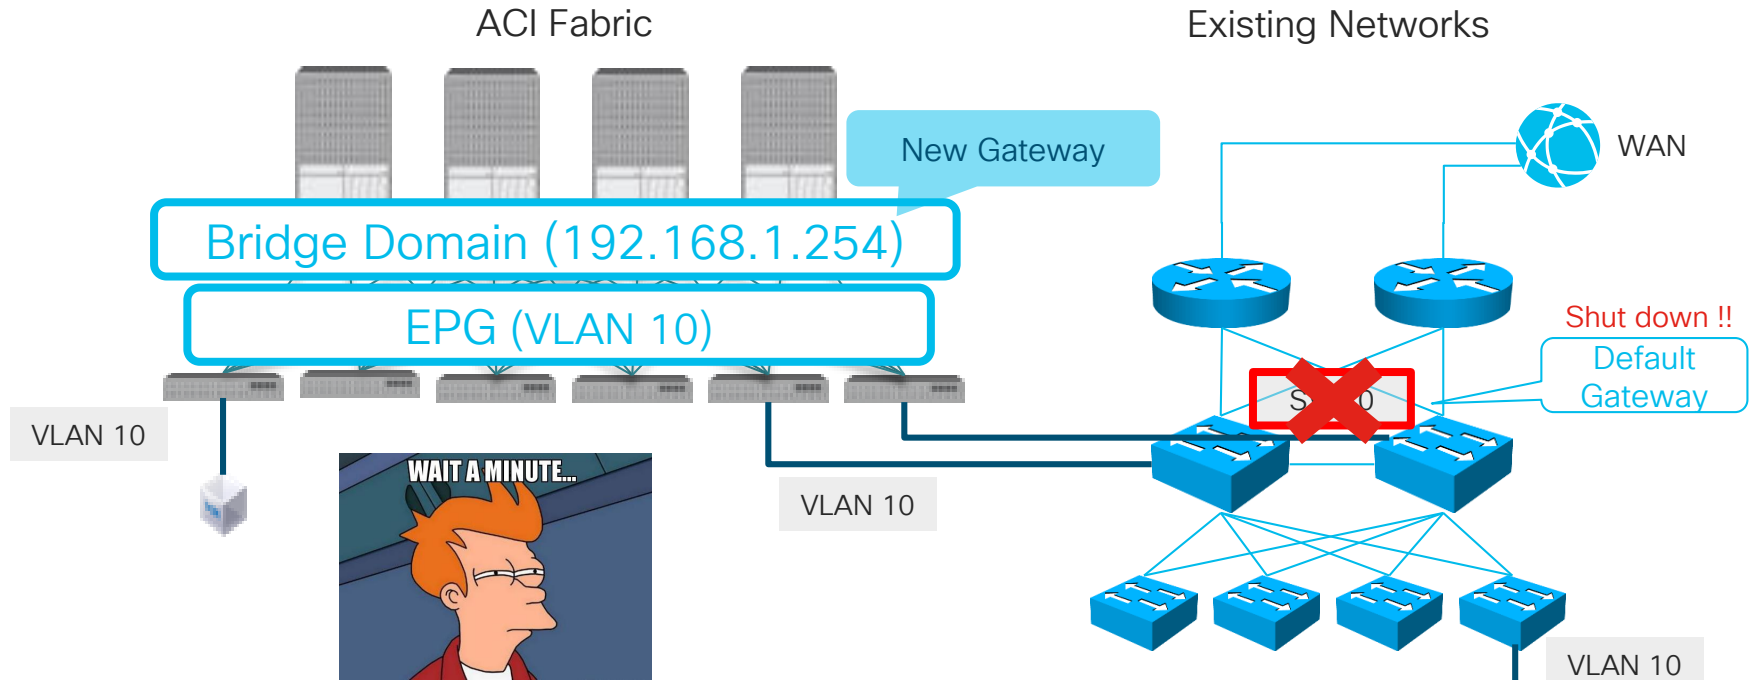 ACI Fabric
Existing Networks
New Gateway
WAN
Bridge Domain (192.168.1.254)
EPG (VLAN 10)
Shut down !!
Default
Gateway
VLAN 10
WAIT A MINUTE...
VLAN 10
VLAN 10